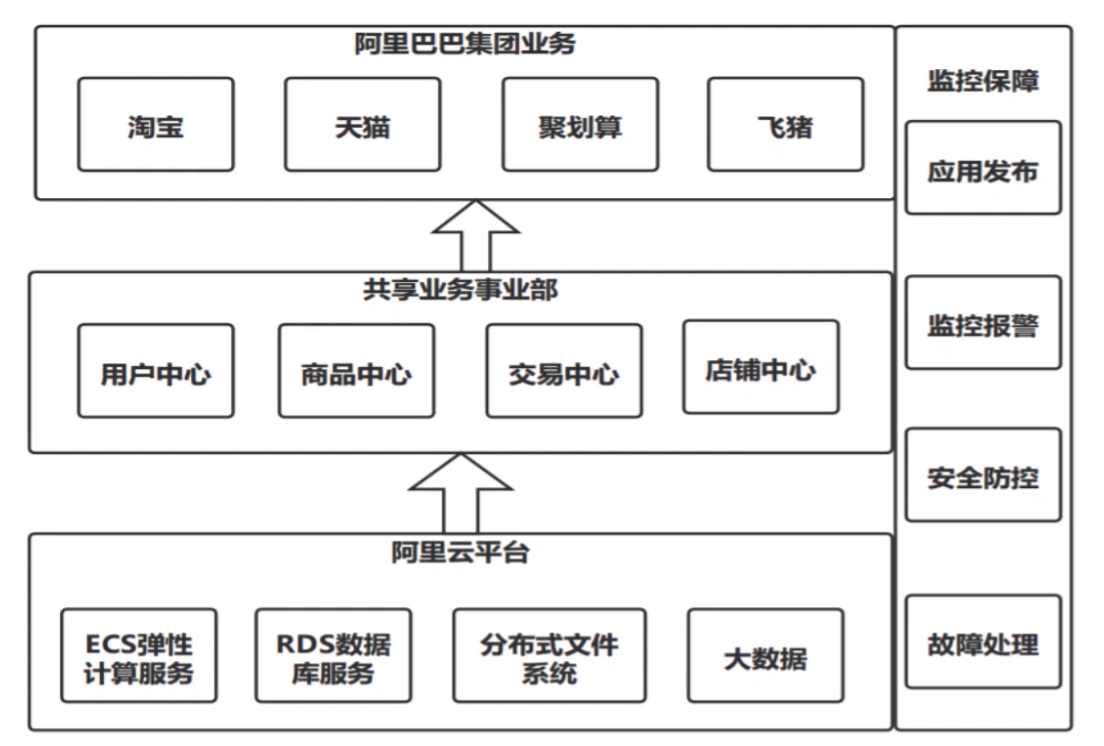 阿里巴巴集团业务
淘宝
天猫
聚划算
飞猪
共享业务事业部
用户中心
商品中心
交易中心
店铺中心
阿里云平台
ECS弹性
计算服务
RDS数据
库服务
分布式文件
系统
大数据
监控保障
应用发布
监控报警
安全防控
故障处理